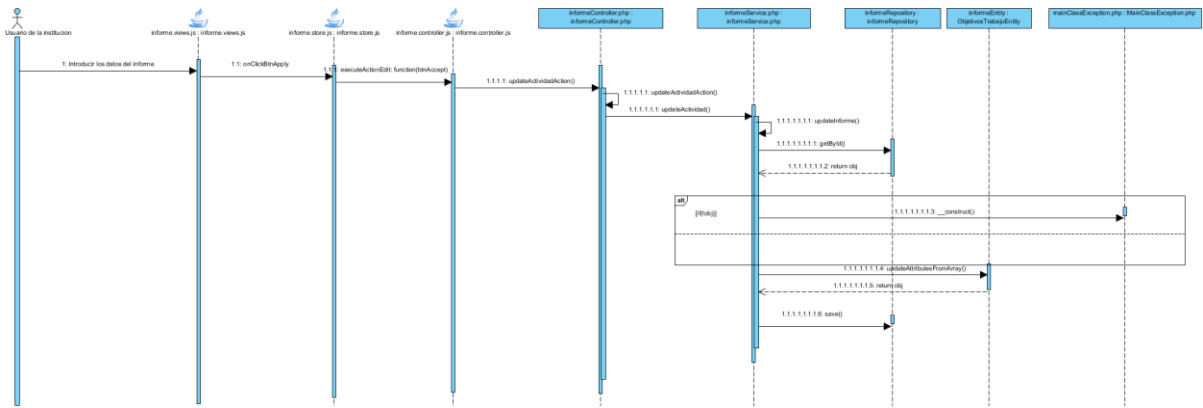 Usuario de la institucion
informe.views.js : informe.views.js
informe.store.js : informe.store.js
informe.controller.js : informe.controller.js
informeController.php :
informeController.php
informeService.php :
informeService.php
informeRepository :
informeRepository
informeEntity :
ObjetivosTrabajoEntity
mainClassException.php : MainClassException.php
1: Introducir los datos del informe
1.1: onClickBtnApply
executeActionEdit: function(btnAccept)
1.1.1.1: updateActividadAction()
1.1.1.1.1: updateActividadAction()
1.1.1.1.1.1: updateActividad()
1.1.1.1.1.1.1: updateInforme()
1.1.1.1.1.1.1.1: getById()
1.1.1.1.1.1.1.2: return obj
alt
[if(!obj)]
1.1.1.1.1.1.1.3: __construct()
1.1.1.1.1.1.1.4: updateAttributesFromArray()
1.1.1.1.1.1.1.5: return obj
1.1.1.1.1.1.1.6: save()